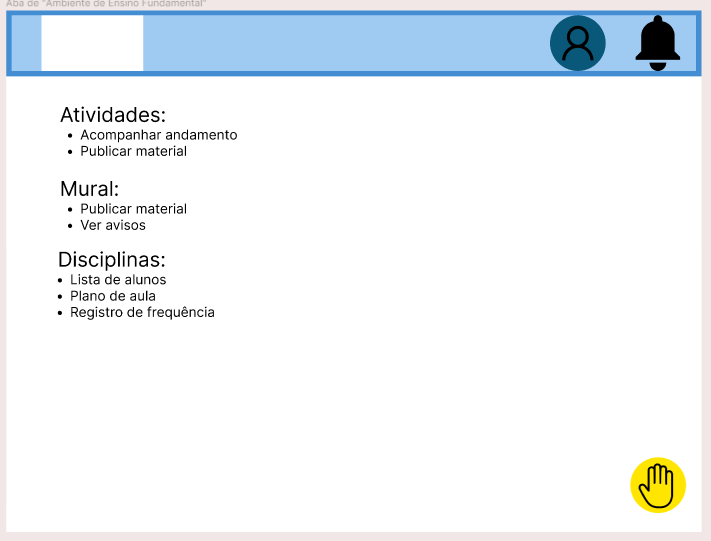 Aba de "Ambiente de Ensino Fundamental"
Atividades:
Acompanhar andamento
Publicar material
Mural:
Publicar material
Ver avisos
Disciplinas:
Lista de alunos
Plano de aula
Registro de frequência